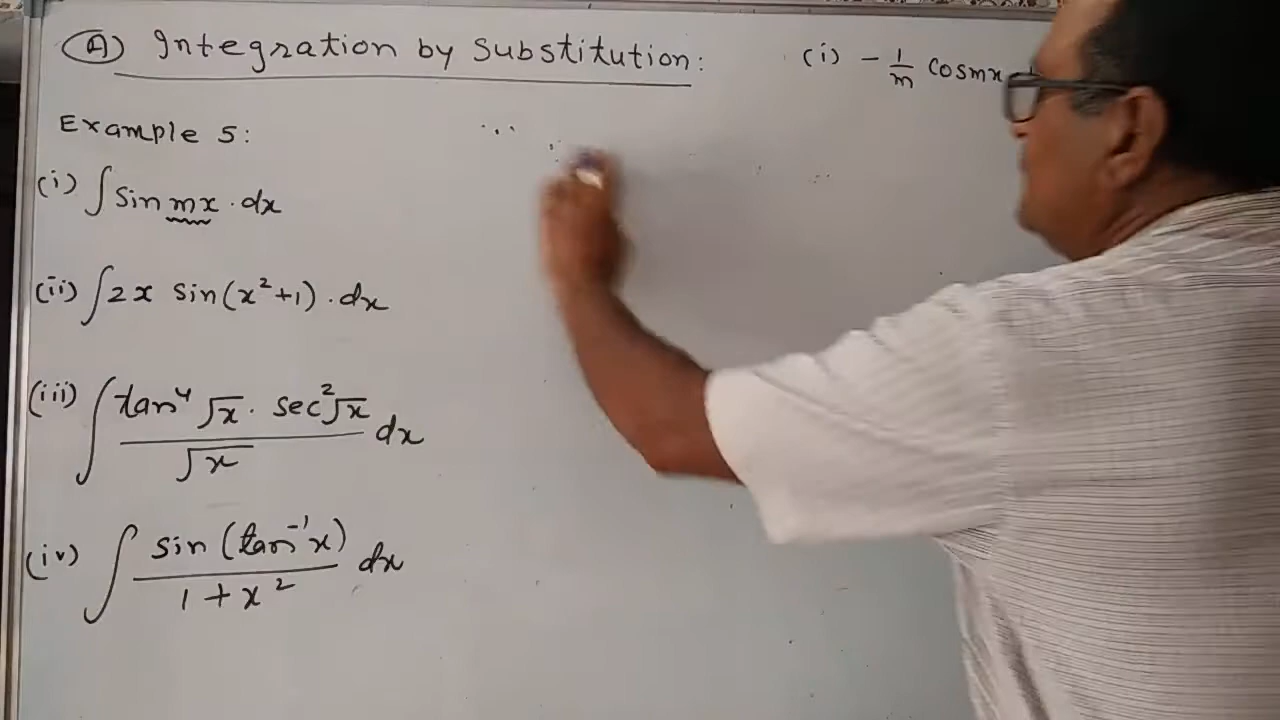 (A) Integration by Substitution:
(i) - 1/m cosmx
Example 5:
(i) ∫ Sin mx . dx
(ii) ∫ 2x sin(x²+1) . dx
(iii) ∫ tan⁴ √x . sec² √x / √x dx
(iv) ∫ sin (tan⁻¹x) / 1 + x² dx